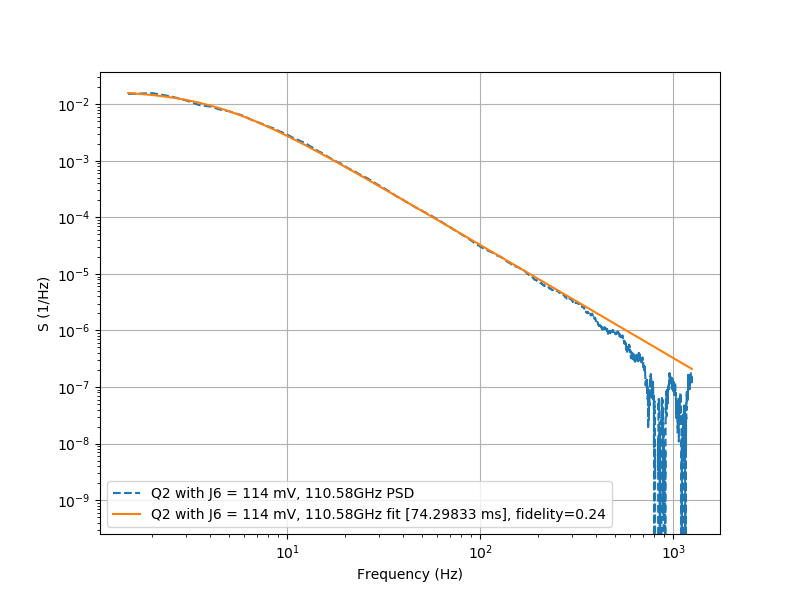 10⁻²
10⁻³
10⁻⁴
10⁻⁵
10⁻⁶
10⁻⁷
10⁻⁸
10⁻⁹
S (1/Hz)
Q2 with J6 = 114 mV, 110.58GHz PSD
Q2 with J6 = 114 mV, 110.58GHz fit [74.29833 ms], fidelity=0.24
10¹ 10² 10³
Frequency (Hz)